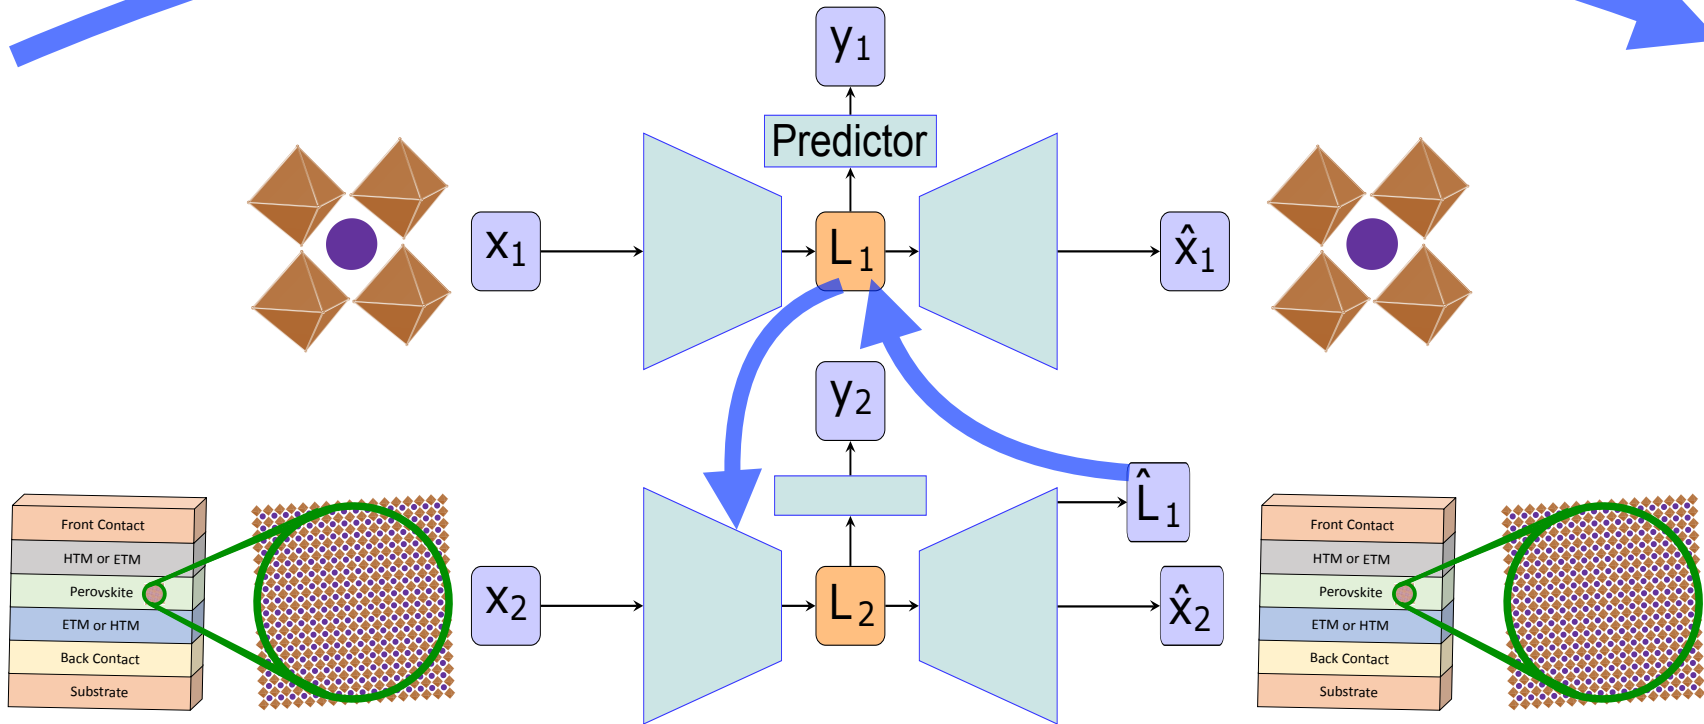 y₁
Predictor
x₁
L₁
x̂₁
y₂
L̂₁
x₂
L₂
x̂₂
Front Contact
HTM or ETM
Perovskite
ETM or HTM
Back Contact
Substrate
Front Contact
HTM or ETM
Perovskite
ETM or HTM
Back Contact
Substrate